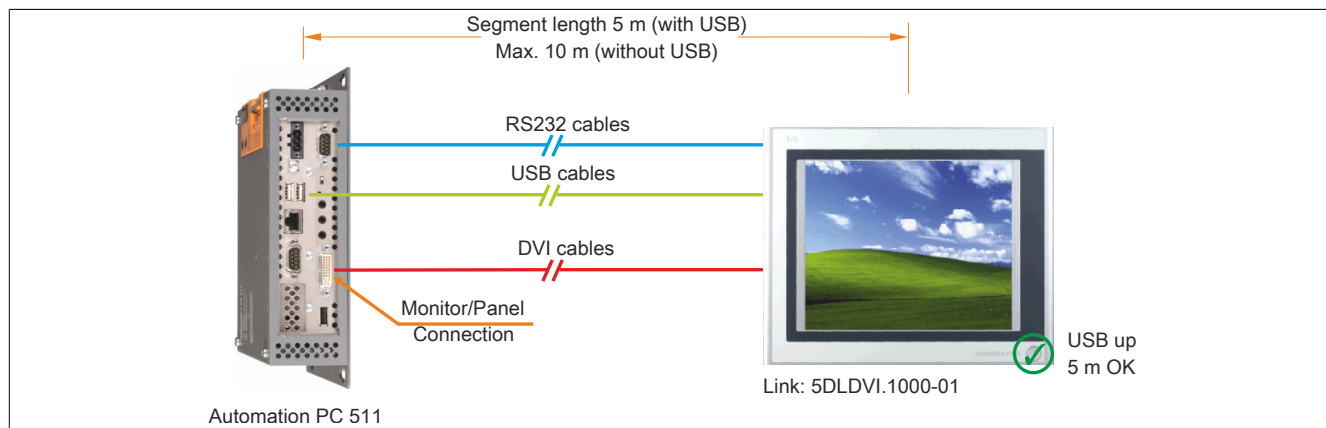 Segment length 5 m (with USB)
Max. 10 m (without USB)
RS232 cables
USB cables
DVI cables
Monitor/Panel
Connection
USB up
5 m OK
Link: 5DLDVI.1000-01
Automation PC 511